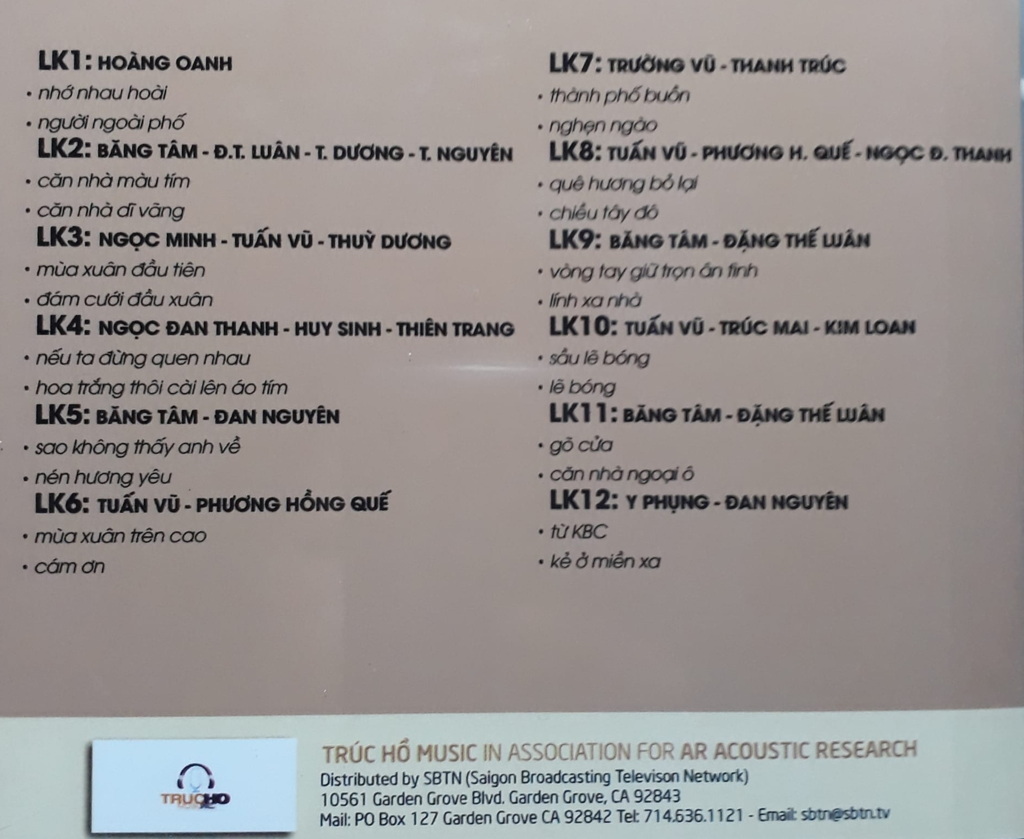 LK1: HOÀNG OANH
• nhớ nhau hoài
• người ngoài phố
LK2: BĂNG TÂM - Đ.T. LUÂN - T. DƯƠNG - T. NGUYÊN
• căn nhà màu tím
• căn nhà dĩ vãng
LK3: NGỌC MINH - TUẤN VŨ - THUỲ DƯƠNG
• mùa xuân đầu tiên
• đám cưới đầu xuân
LK4: NGỌC ĐAN THANH - HUY SINH - THIÊN TRANG
• nếu ta đừng quen nhau
• hoa trắng thôi cài lên áo tím
LK5: BĂNG TÂM - ĐAN NGUYÊN
• sao không thấy anh về
• nén hương yêu
LK6: TUẤN VŨ - PHƯƠNG HỒNG QUẾ
• mùa xuân trên cao
• cám ơn
LK7: TRƯỜNG VŨ - THANH TRÚC
• thành phố buồn
• nghẹn ngào
LK8: TUẤN VŨ - PHƯƠNG H. QUẾ - NGỌC Đ. THANH
• quê hương bỏ lại
• chiều tây đô
LK9: BĂNG TÂM - ĐẶNG THẾ LUÂN
• vòng tay giữ trọn ân tình
• lính xa nhà
LK10: TUẤN VŨ - TRÚC MAI - KIM LOAN
• sầu lẽ bóng
• lẽ bóng
LK11: BĂNG TÂM - ĐẶNG THẾ LUÂN
• gõ cửa
• căn nhà ngoại ô
LK12: Y PHỤNG - ĐAN NGUYÊN
• từ KBC
• kẻ ở miền xa
TRÚC HỒ MUSIC IN ASSOCIATION FOR AR ACOUSTIC RESEARCH
Distributed by SBTN (Saigon Broadcasting Televison Network)
10561 Garden Grove Blvd. Garden Grove, CA 92843
Mail: PO Box 127 Garden Grove CA 92842 Tel: 714.636.1121 - Email: sbtn@sbtn.tv
TRUCHO